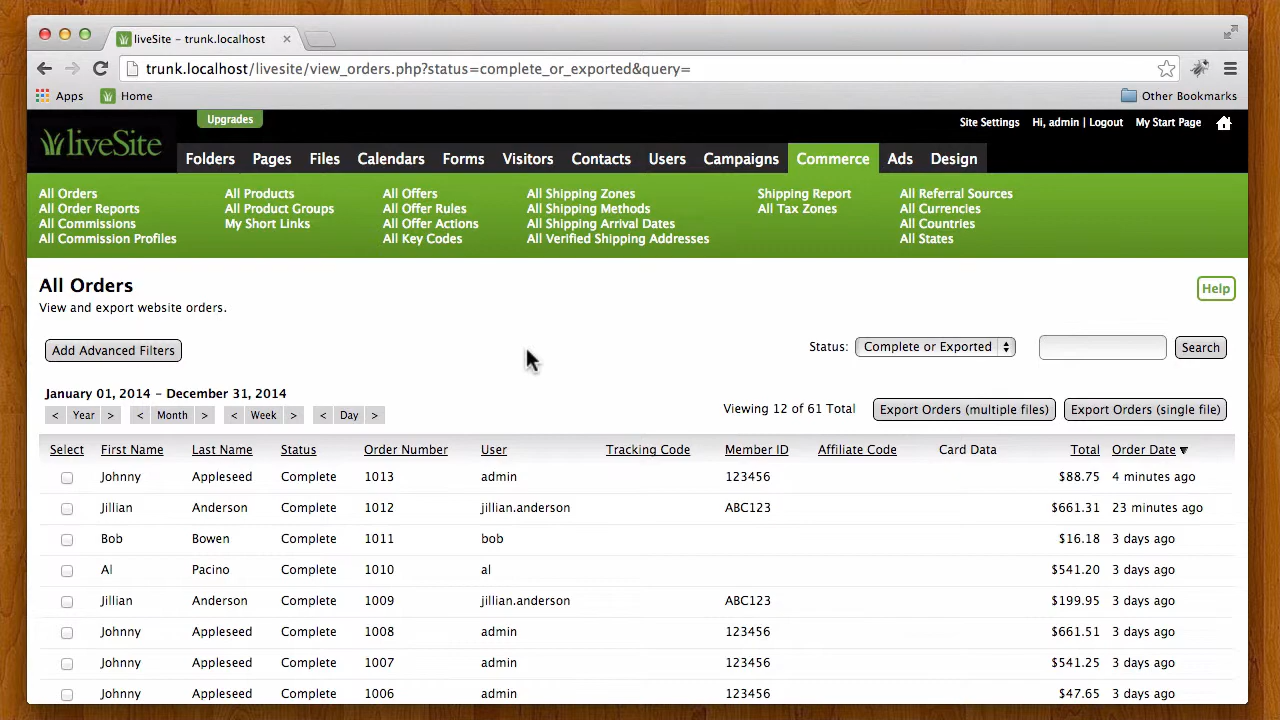 liveSite – trunk.localhost
trunk.localhost/livesite/view_orders.php?status=complete_or_exported&query=
Apps Home Other Bookmarks
Upgrades Site Settings Hi, admin | Logout My Start Page
liveSite
Folders Pages Files Calendars Forms Visitors Contacts Users Campaigns Commerce Ads Design
All Orders All Products All Offers All Shipping Zones Shipping Report All Referral Sources
All Order Reports All Product Groups All Offer Rules All Shipping Methods All Tax Zones All Currencies
All Commissions My Short Links All Offer Actions All Shipping Arrival Dates All Countries
All Commission Profiles All Key Codes All Verified Shipping Addresses All States
All Orders
Help
View and export website orders.
Add Advanced Filters Status: Complete or Exported Search
January 01, 2014 – December 31, 2014
< Year > < Month > < Week > < Day > Viewing 12 of 61 Total Export Orders (multiple files) Export Orders (single file)
Select First Name Last Name Status Order Number User Tracking Code Member ID Affiliate Code Card Data Total Order Date ▼
Johnny Appleseed Complete 1013 admin 123456 $88.75 4 minutes ago
Jillian Anderson Complete 1012 jillian.anderson ABC123 $661.31 23 minutes ago
Bob Bowen Complete 1011 bob $16.18 3 days ago
Al Pacino Complete 1010 al $541.20 3 days ago
Jillian Anderson Complete 1009 jillian.anderson ABC123 $199.95 3 days ago
Johnny Appleseed Complete 1008 admin 123456 $661.51 3 days ago
Johnny Appleseed Complete 1007 admin 123456 $541.25 3 days ago
Johnny Appleseed Complete 1006 admin 123456 $47.65 3 days ago